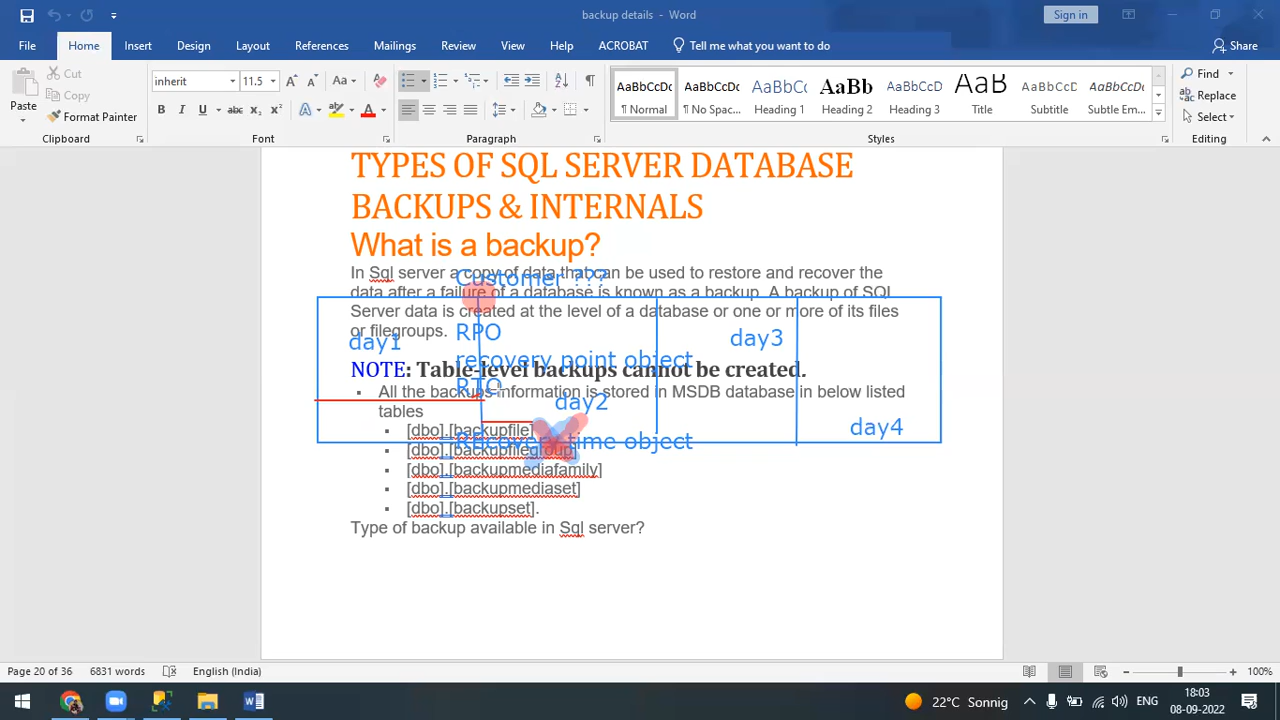 backup details - Word
Sign in
File Home Insert Design Layout References Mailings Review View Help ACROBAT Tell me what you want to do Share
Paste
Cut
Copy
Format Painter
Clipboard
inherit 11.5
Font
Paragraph
AaBbCcDc ¶ Normal
AaBbCcDc ¶ No Spac...
AaBbCc Heading 1
AaBb Heading 2
AaBbCcDc Heading 3
AaB Title
AaBbCcDc Subtitle
AaBbCcDc Subtle Em...
Styles
Find
Replace
Select
Editing
TYPES OF SQL SERVER DATABASE
BACKUPS & INTERNALS
What is a backup?
In Sql server a copy of data that can be used to restore and recover the
data after a failure of a database is known as a backup. A backup of SQL
Server data is created at the level of a database or one or more of its files
or filegroups.
NOTE: Table-level backups cannot be created.
All the backups information is stored in MSDB database in below listed
tables
[dbo].[backupfile]
[dbo].[backupfilegroup]
[dbo].[backupmediafamily]
[dbo].[backupmediaset]
[dbo].[backupset].
Type of backup available in Sql server?
Customer ???
RPO
recovery point object
RTO
Recovery time object
day1
day2
day3
day4
Page 20 of 36 6831 words English (India) 100%
22°C Sonnig
ENG
18:03
08-09-2022